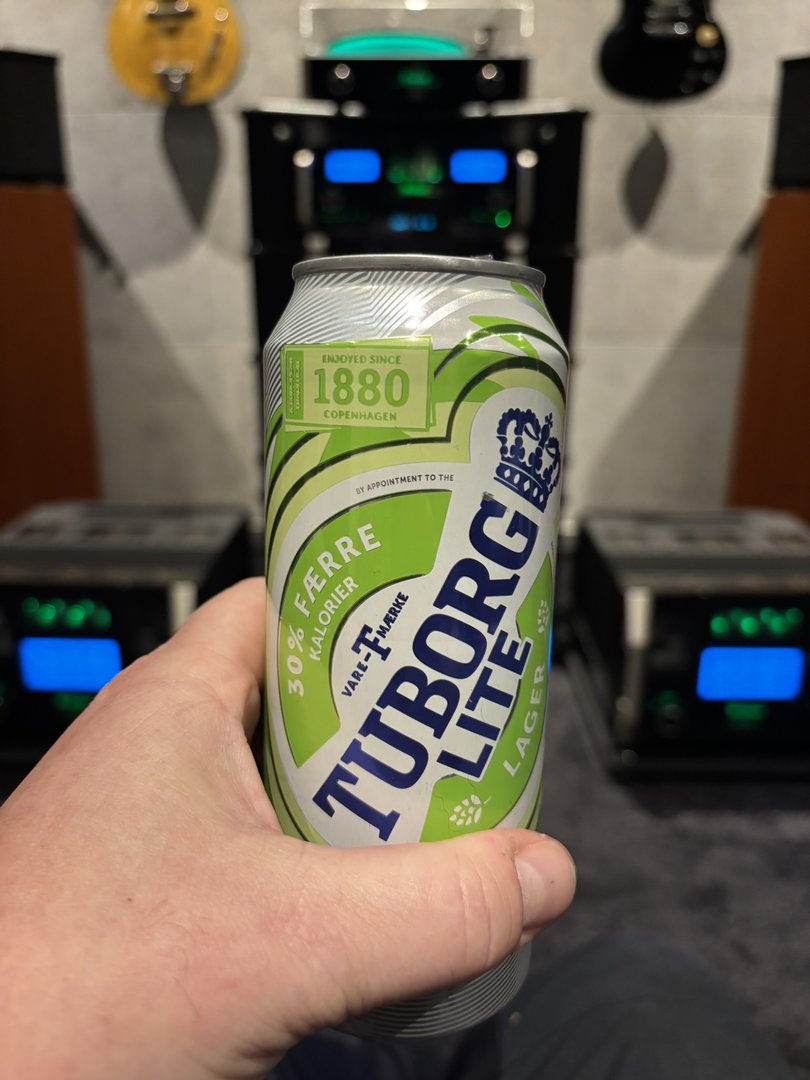 ENJOYED SINCE
1880
COPENHAGEN
BY APPOINTMENT TO THE
30% FÆRRE
KALORIER
VARE-F-MÆRKE
TUBORG
LITE
LAGER